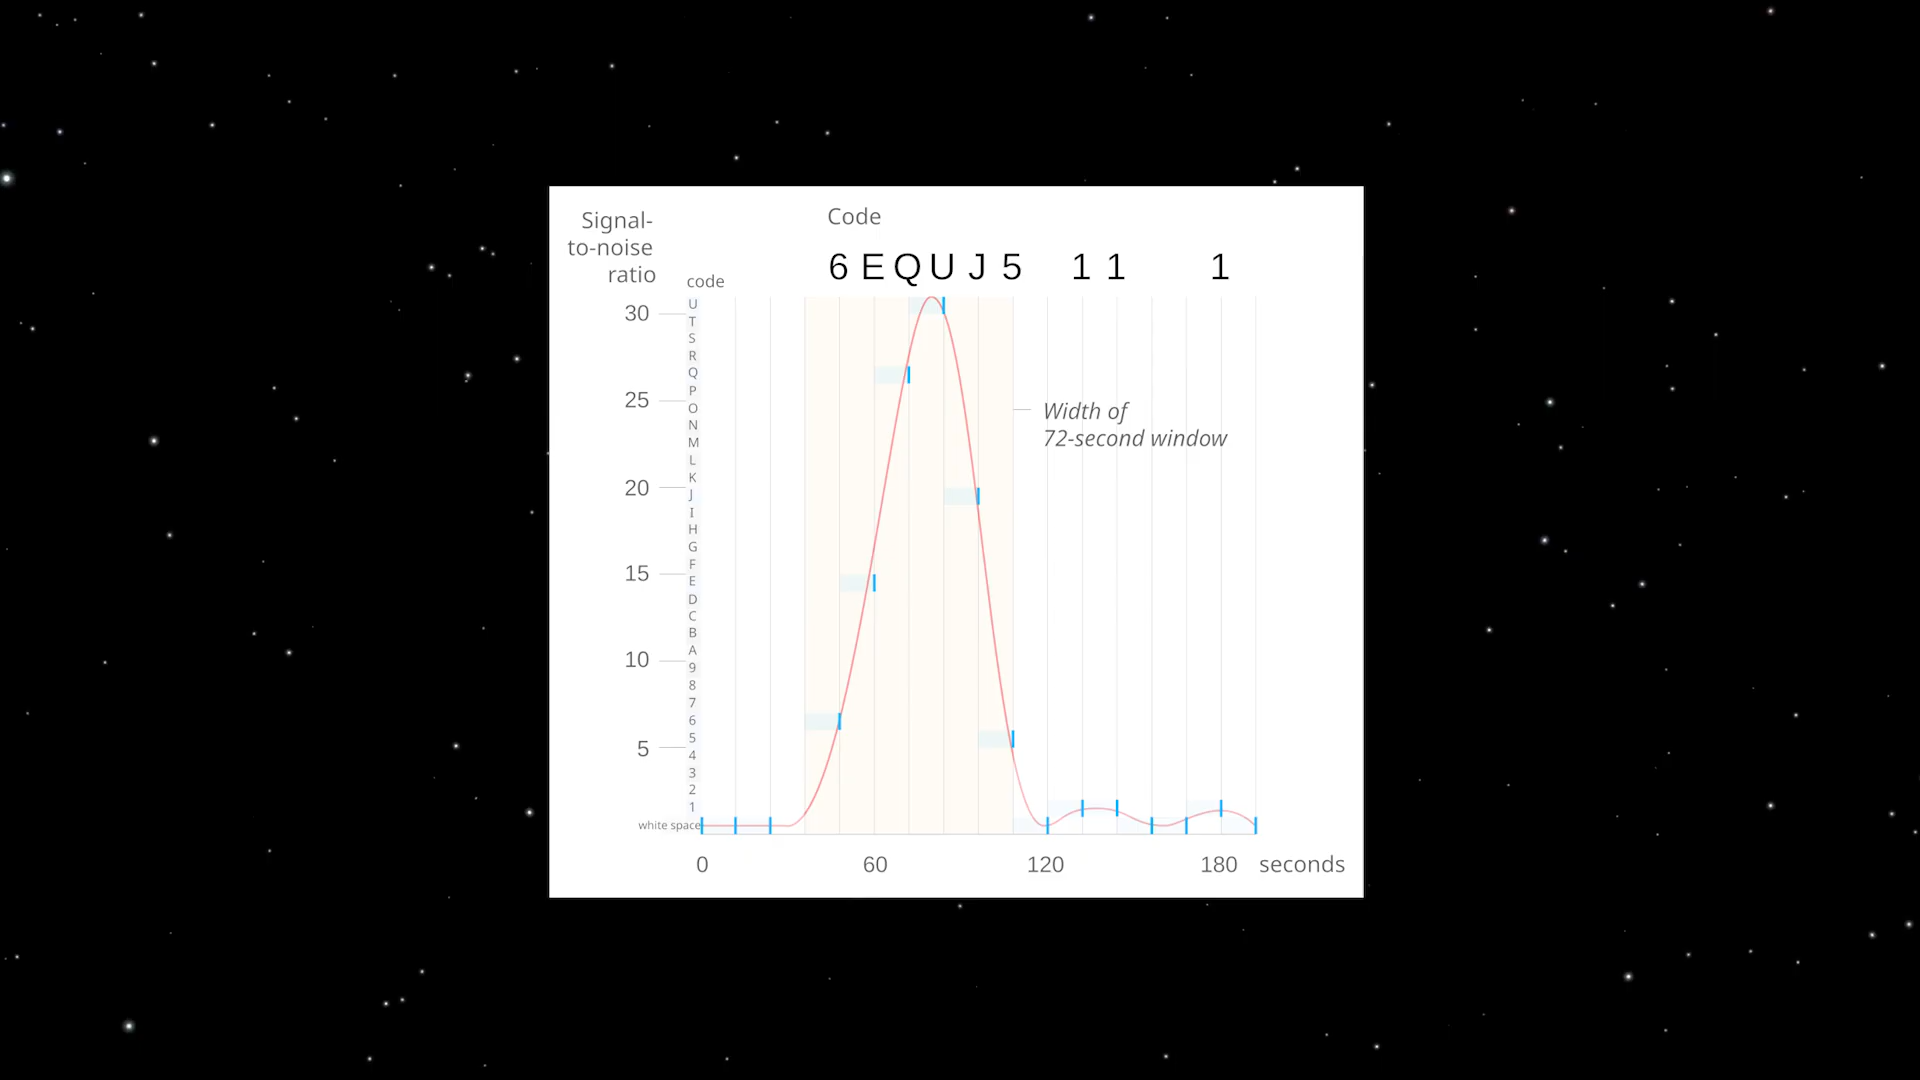 Signal-
to-noise
ratio
Code
6 E Q U J 5 1 1 1
code
30
25
20
15
10
5
U
T
S
R
Q
P
O
N
M
L
K
J
I
H
G
F
E
D
C
B
A
9
8
7
6
5
4
3
2
1
white space
Width of
72-second window
0 60 120 180 seconds